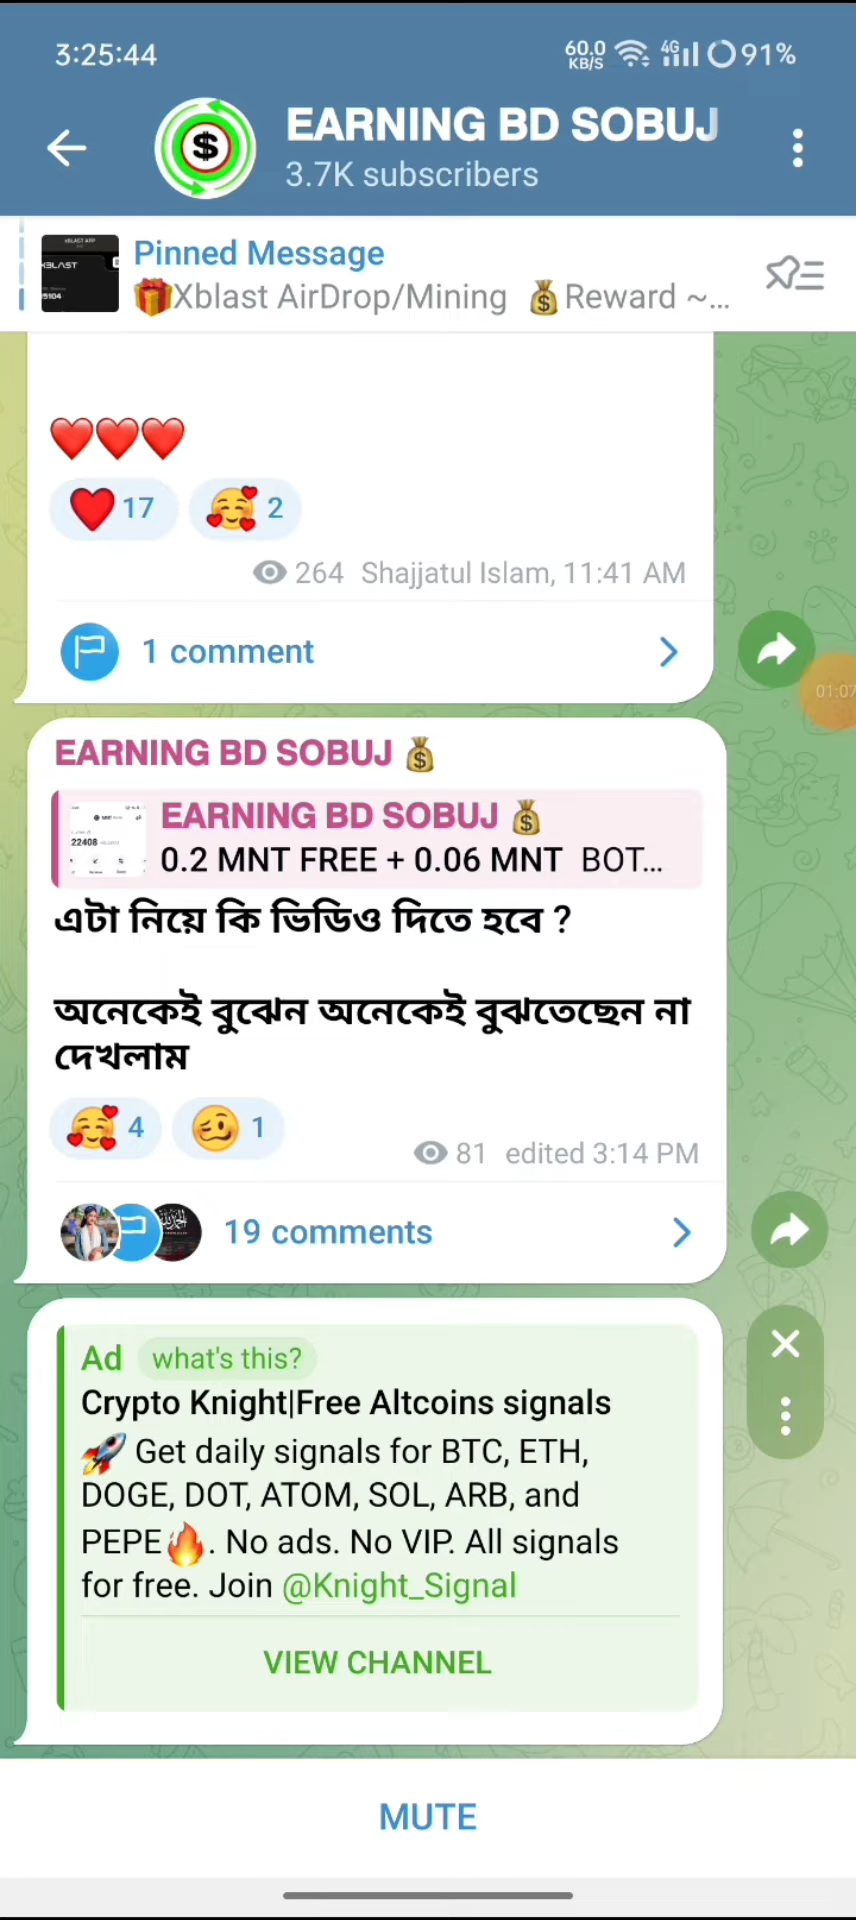 3:25:44
60.0 KB/S 4G 91%
EARNING BD SOBUJ
3.7K subscribers
Pinned Message
🎁Xblast AirDrop/Mining 💰Reward ~...
❤️❤️❤️
❤️ 17 🥰 2
264 Shajjatul Islam, 11:41 AM
1 comment
01:07
EARNING BD SOBUJ 💰
EARNING BD SOBUJ 💰
22408
0.2 MNT FREE + 0.06 MNT BOT...
এটা নিয়ে কি ভিডিও দিতে হবে ?
অনেকেই বুঝেন অনেকেই বুঝতেছেন না
দেখলাম
🥰 4 🥴 1
81 edited 3:14 PM
19 comments
Ad what's this?
Crypto Knight|Free Altcoins signals
🚀 Get daily signals for BTC, ETH,
DOGE, DOT, ATOM, SOL, ARB, and
PEPE🔥. No ads. No VIP. All signals
for free. Join @Knight_Signal
VIEW CHANNEL
MUTE